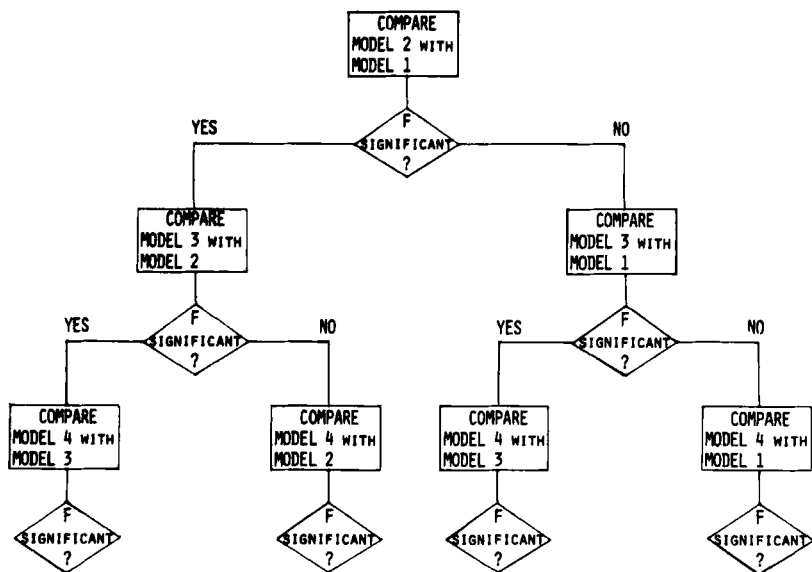 COMPARE
MODEL 2 WITH
MODEL 1
YES
F
SIGNIFICANT
?
NO
COMPARE
MODEL 3 WITH
MODEL 2
COMPARE
MODEL 3 WITH
MODEL 1
YES
F
SIGNIFICANT
?
NO
YES
F
SIGNIFICANT
?
NO
COMPARE
MODEL 4 WITH
MODEL 3
COMPARE
MODEL 4 WITH
MODEL 2
COMPARE
MODEL 4 WITH
MODEL 3
COMPARE
MODEL 4 WITH
MODEL 1
F
SIGNIFICANT
?
F
SIGNIFICANT
?
F
SIGNIFICANT
?
F
SIGNIFICANT
?